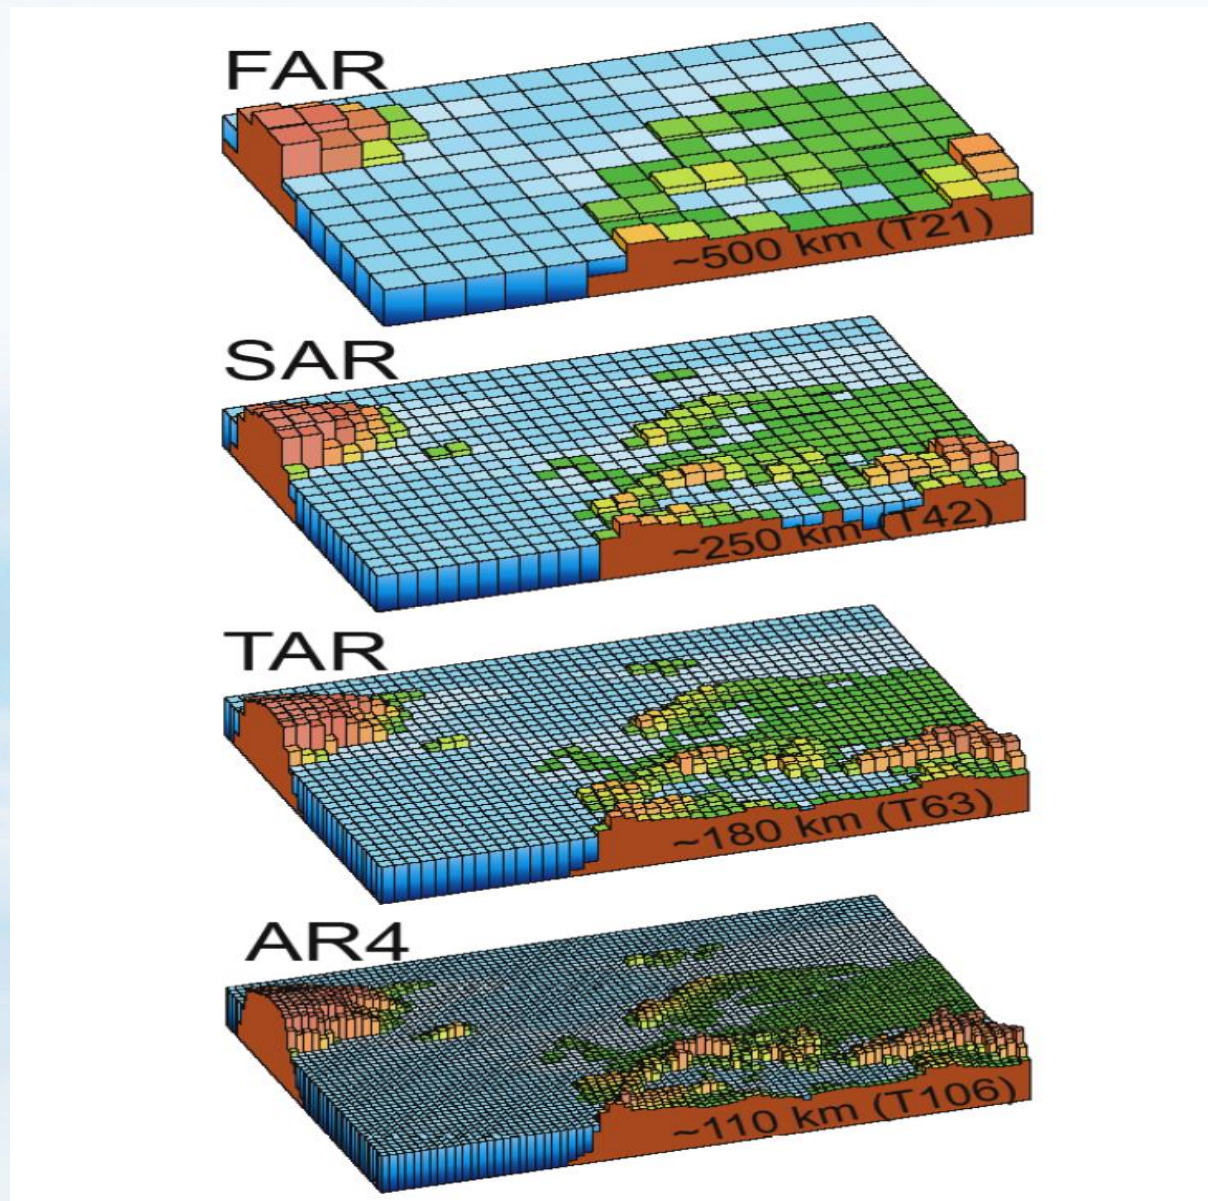 FAR
~500 km (T21)
SAR
~250 km (T42)
TAR
~180 km (T63)
AR4
~110 km (T106)